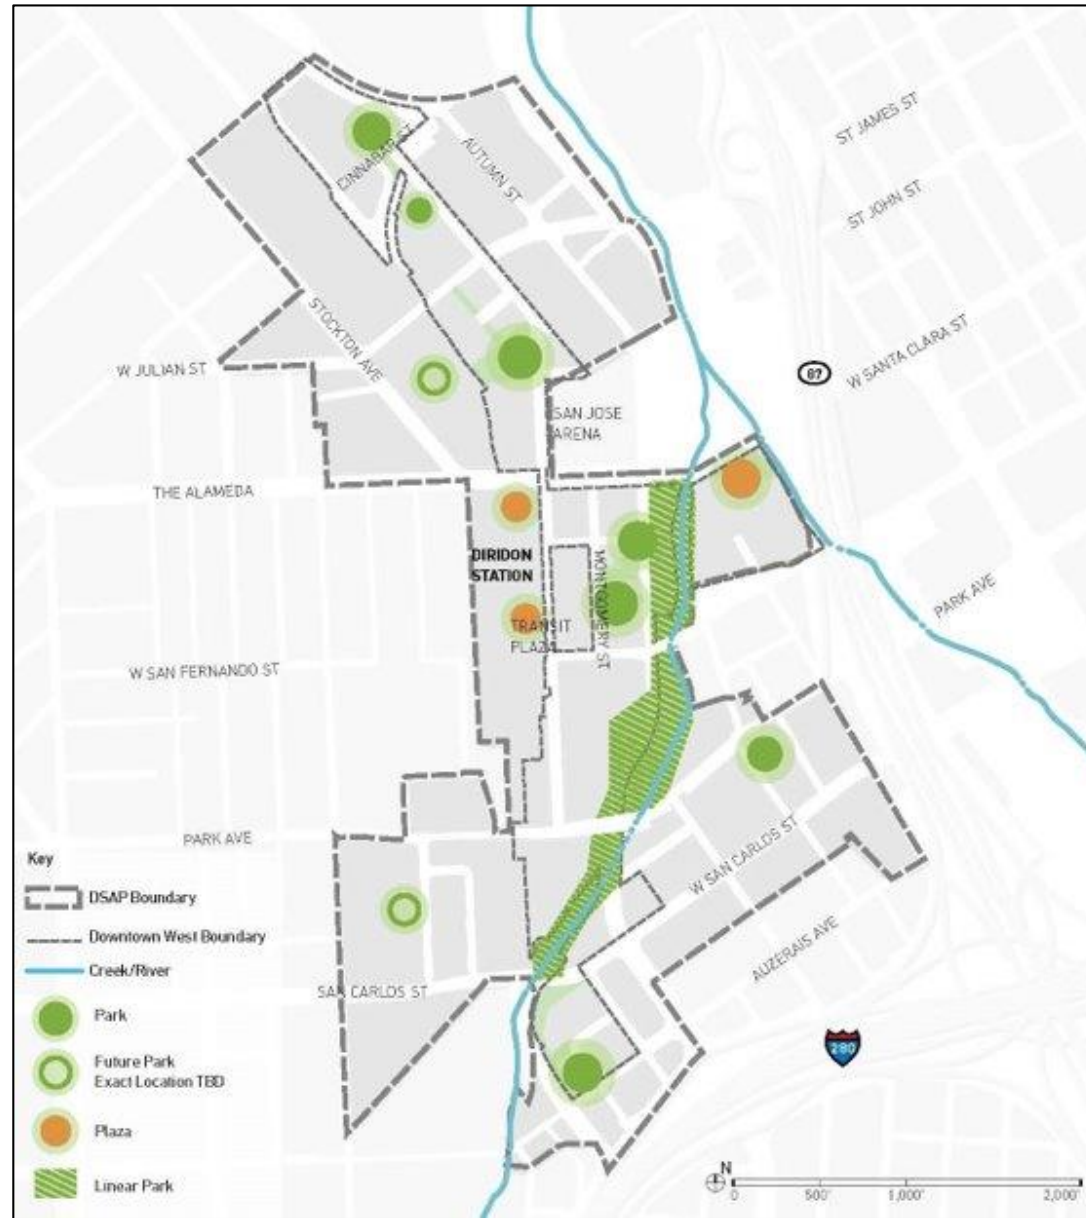 ST JAMES ST
CINNABAR ST
AUTUMN ST
ST JOHN ST
STOCKTON AVE
W SANTA CLARA ST
W JULIAN ST
87
SAN JOSE
ARENA
THE ALAMEDA
DIRIDON
STATION
MONTGOMERY ST
PARK AVE
TRANSIT
PLAZA
W SAN FERNANDO ST
PARK AVE
W SAN CARLOS ST
AUZERAIS AVE
SAN CARLOS ST
280
Key
DSAP Boundary
Downtown West Boundary
Creek/River
Park
Future Park
Exact Location TBD
Plaza
Linear Park
N
0 500' 1,000' 2,000'